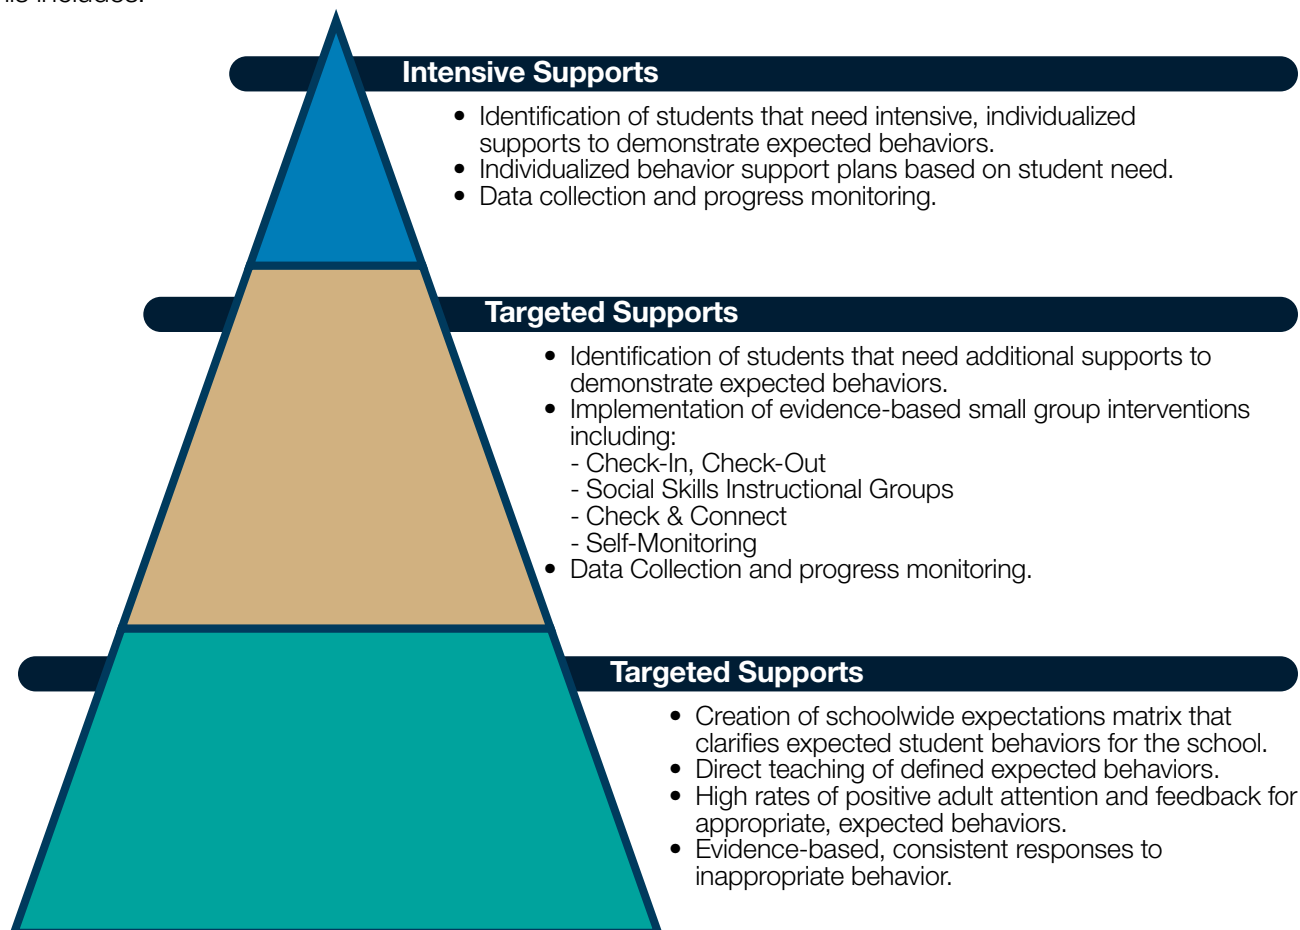 includes:
Intensive Supports
• Identification of students that need intensive, individualized
supports to demonstrate expected behaviors.
• Individualized behavior support plans based on student need.
• Data collection and progress monitoring.
Targeted Supports
• Identification of students that need additional supports to
demonstrate expected behaviors.
• Implementation of evidence-based small group interventions
including:
- Check-In, Check-Out
- Social Skills Instructional Groups
- Check & Connect
- Self-Monitoring
• Data Collection and progress monitoring.
Targeted Supports
• Creation of schoolwide expectations matrix that
clarifies expected student behaviors for the school.
• Direct teaching of defined expected behaviors.
• High rates of positive adult attention and feedback for
appropriate, expected behaviors.
• Evidence-based, consistent responses to
inappropriate behavior.